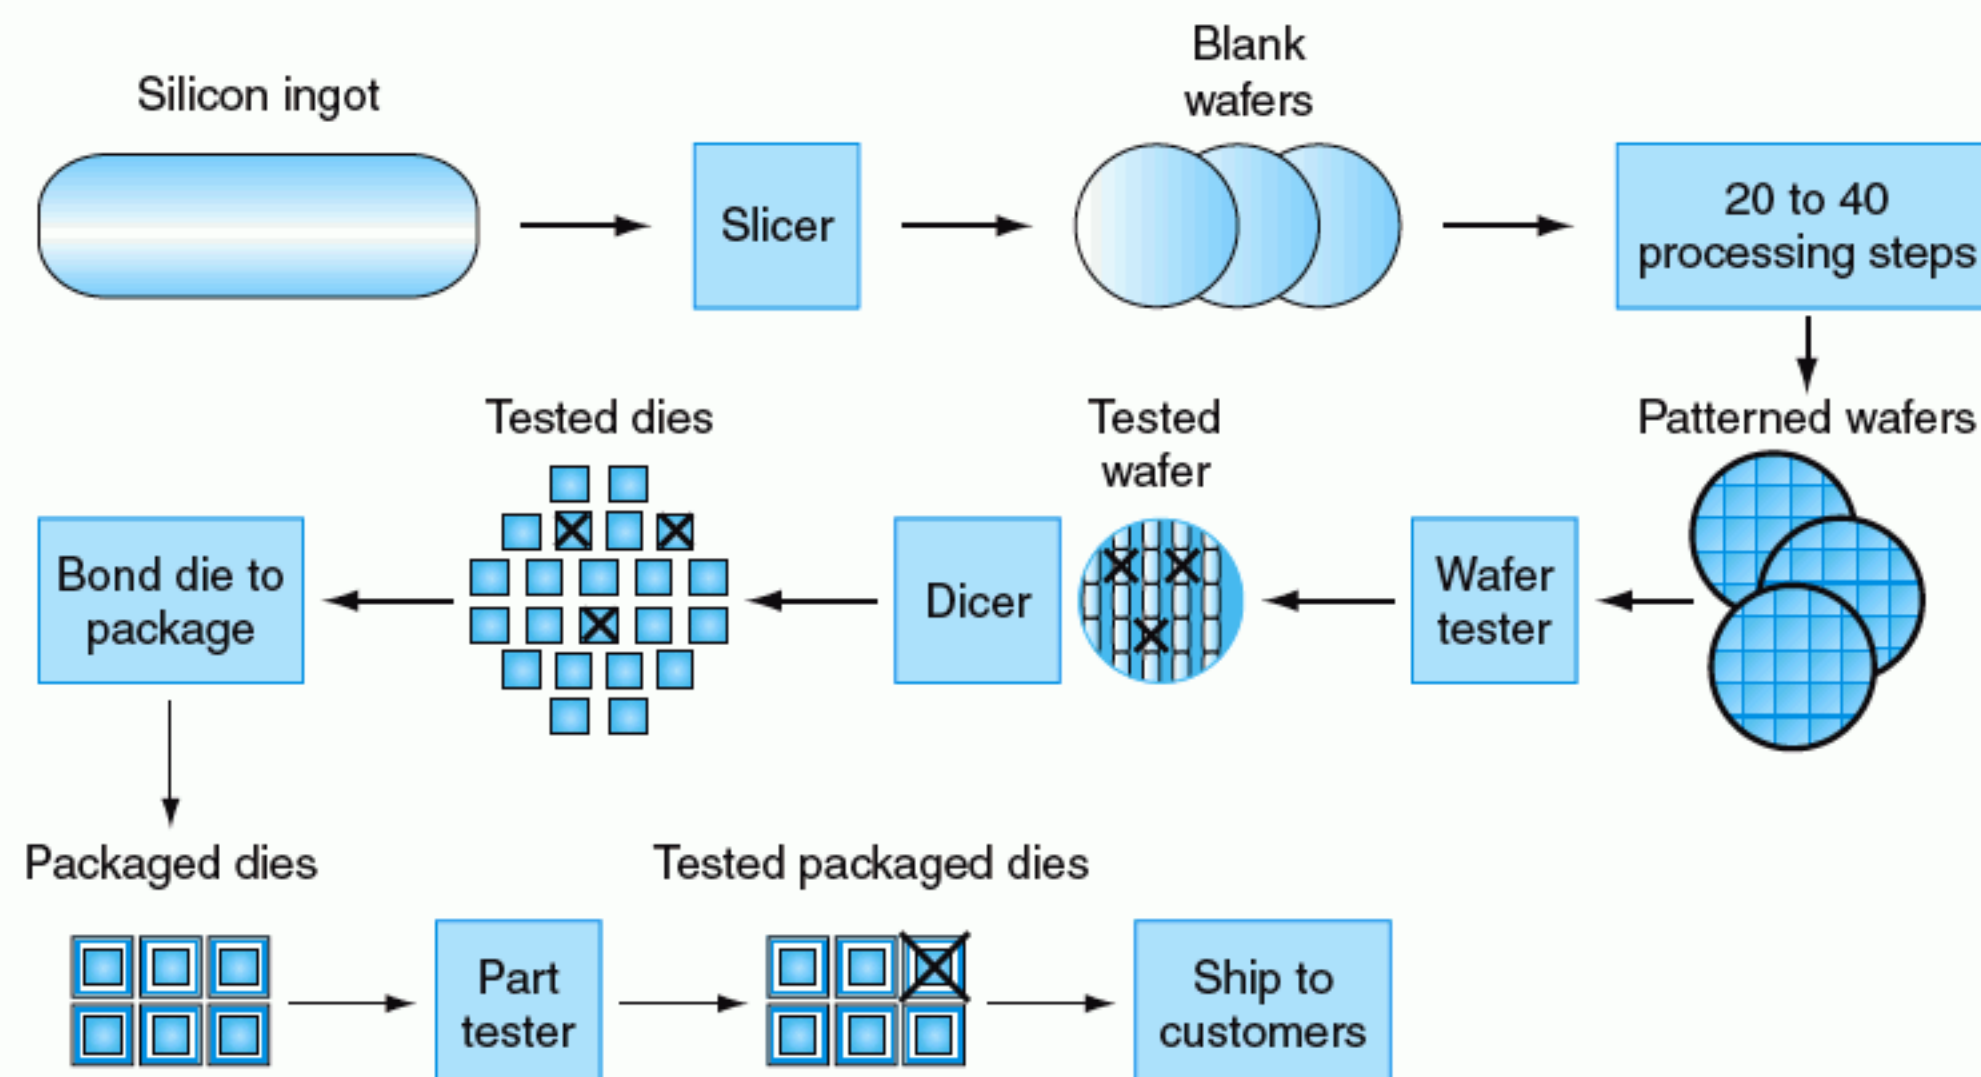 Silicon ingot
Slicer
Blank
wafers
20 to 40
processing steps
Patterned wafers
Wafer
tester
Tested
wafer
Dicer
Tested dies
Bond die to
package
Packaged dies
Part
tester
Tested packaged dies
Ship to
customers